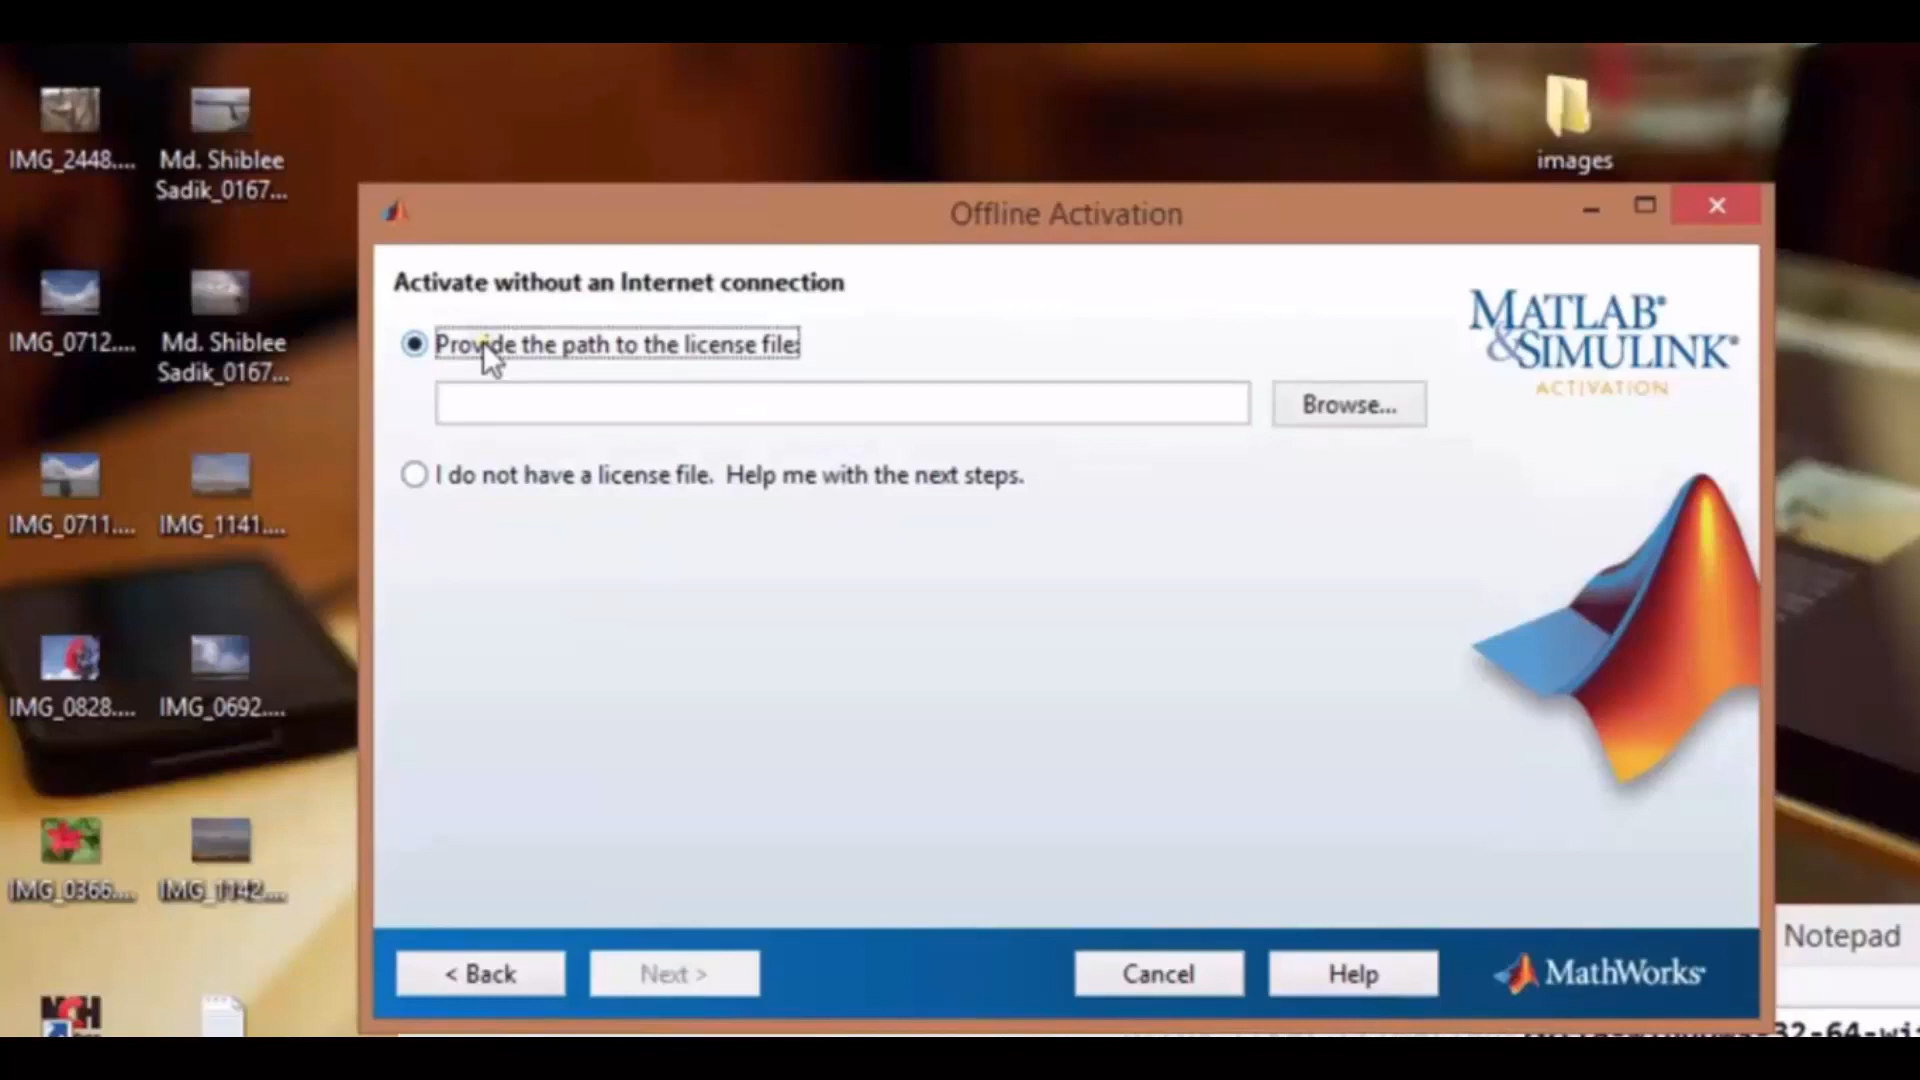 IMG_2448....
Md. Shiblee
Sadik_0167...
images
Offline Activation
Activate without an Internet connection
Provide the path to the license file:
Browse...
I do not have a license file. Help me with the next steps.
MATLAB®
&SIMULINK®
ACTIVATION
IMG_0712....
Md. Shiblee
Sadik_0167...
IMG_0711....
IMG_1141....
IMG_0828....
IMG_0692....
IMG_0366....
IMG_1142....
NCH
< Back
Next >
Cancel
Help
MathWorks®
Notepad